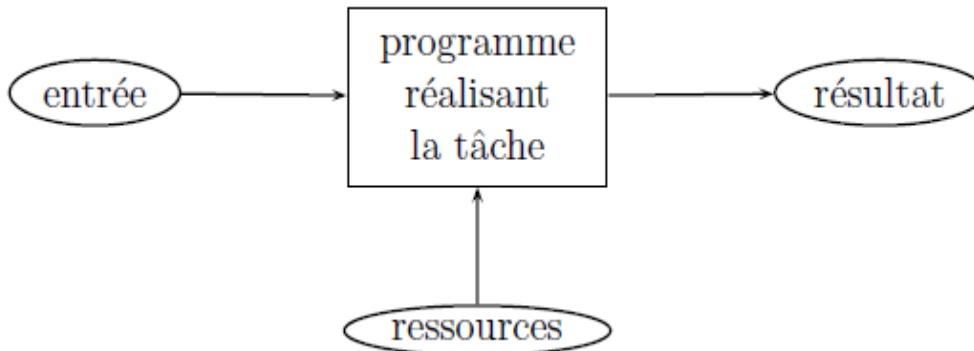 programme
entrée
réalisant
résultat
la tâche
ressources